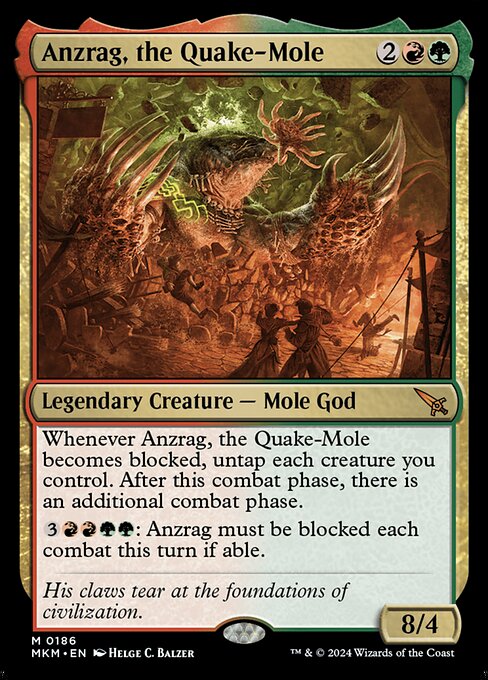 Anzrag, the Quake-Mole 2
Legendary Creature — Mole God
Whenever Anzrag, the Quake-Mole
becomes blocked, untap each creature you
control. After this combat phase, there is
an additional combat phase.
3: Anzrag must be blocked each
combat this turn if able.
His claws tear at the foundations of
civilization.
8/4
M 0186
MKM • EN Helge C. Balzer
™ & © 2024 Wizards of the Coast